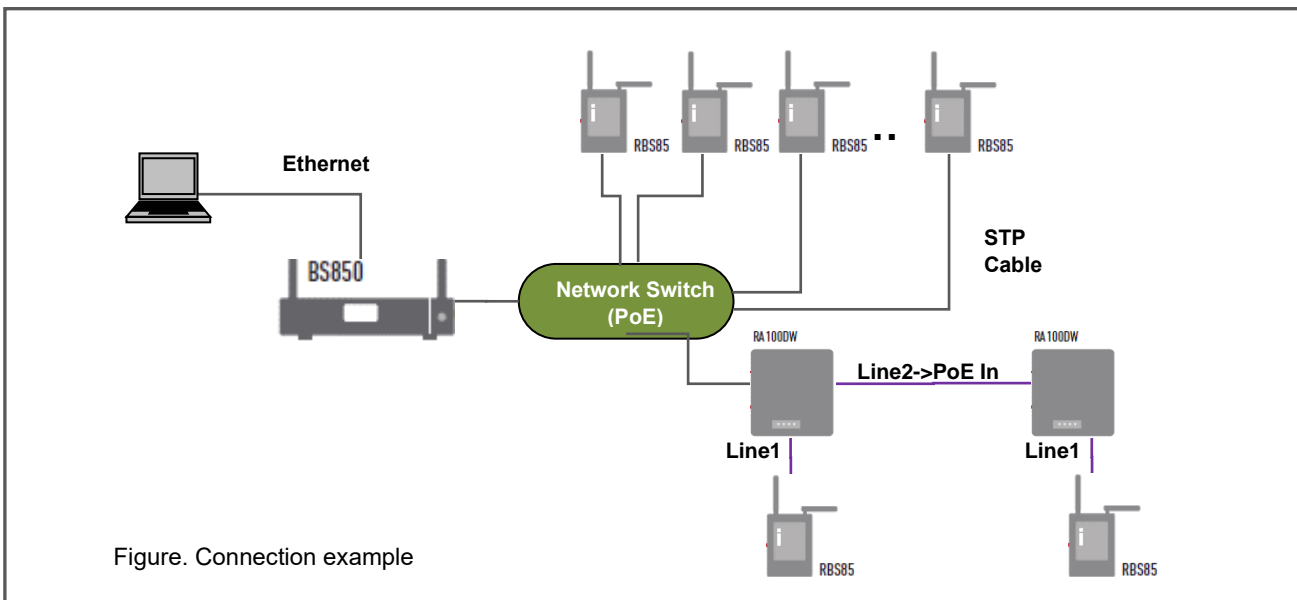 RBS85
RBS85
RBS85
..
RBS85
Ethernet
STP
Cable
BS850
Network Switch
(PoE)
RA100DW
RA100DW
Line2->PoE In
Line1
Line1
i
i
i
i
i
i
RBS85
RBS85
Figure. Connection example